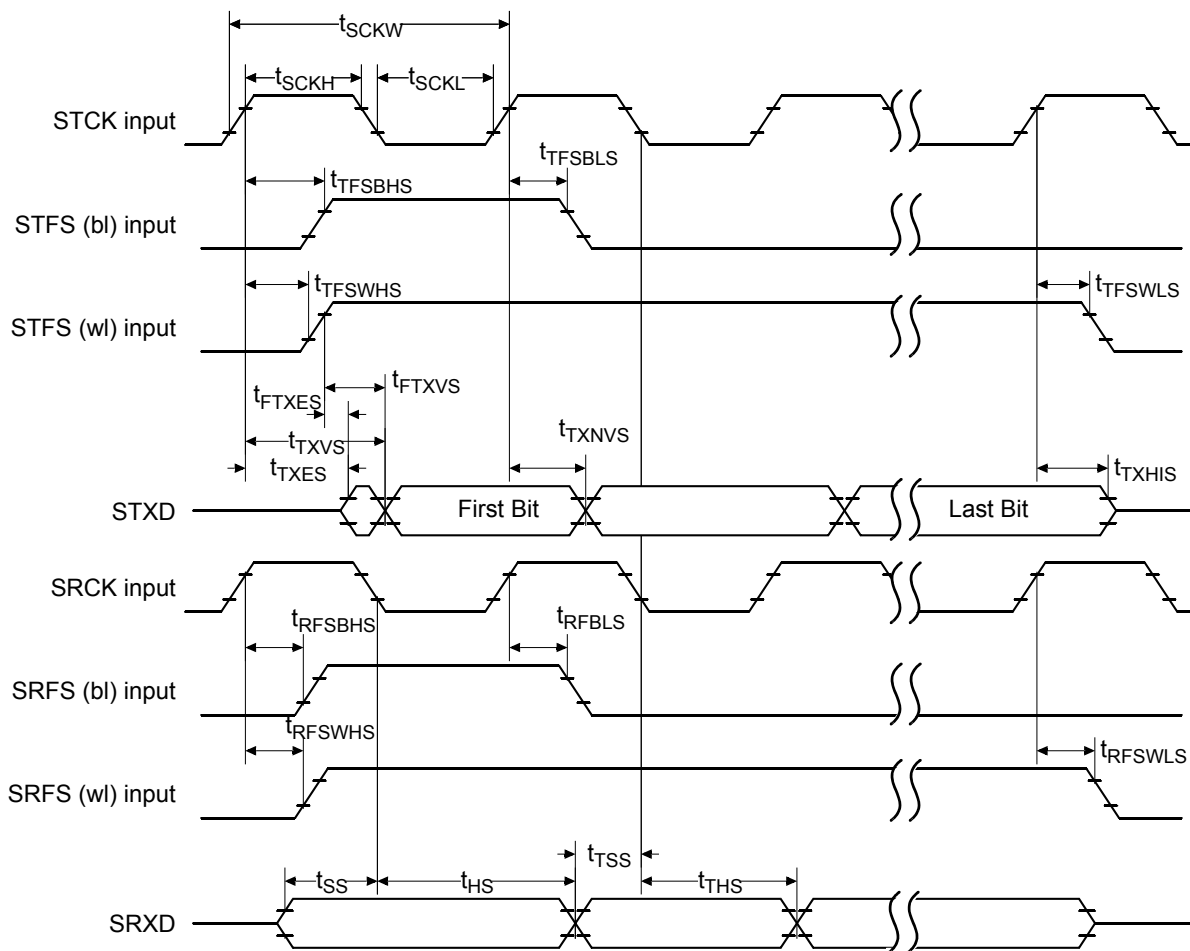 tSCKW
tSCKH tSCKL
STCK input
tTFSBLS
tTFSBHS
STFS (bl) input
tTFSWHS tTFSWLS
STFS (wl) input
tFTXVS
tFTXES
tTXVS tTXNVS
tTXES tTXHIS
STXD First Bit Last Bit
SRCK input
tRFSBHS tRFBLS
SRFS (bl) input
tRFSWHS tRFSWLS
SRFS (wl) input
tTSS
tSS tHS tTHS
SRXD